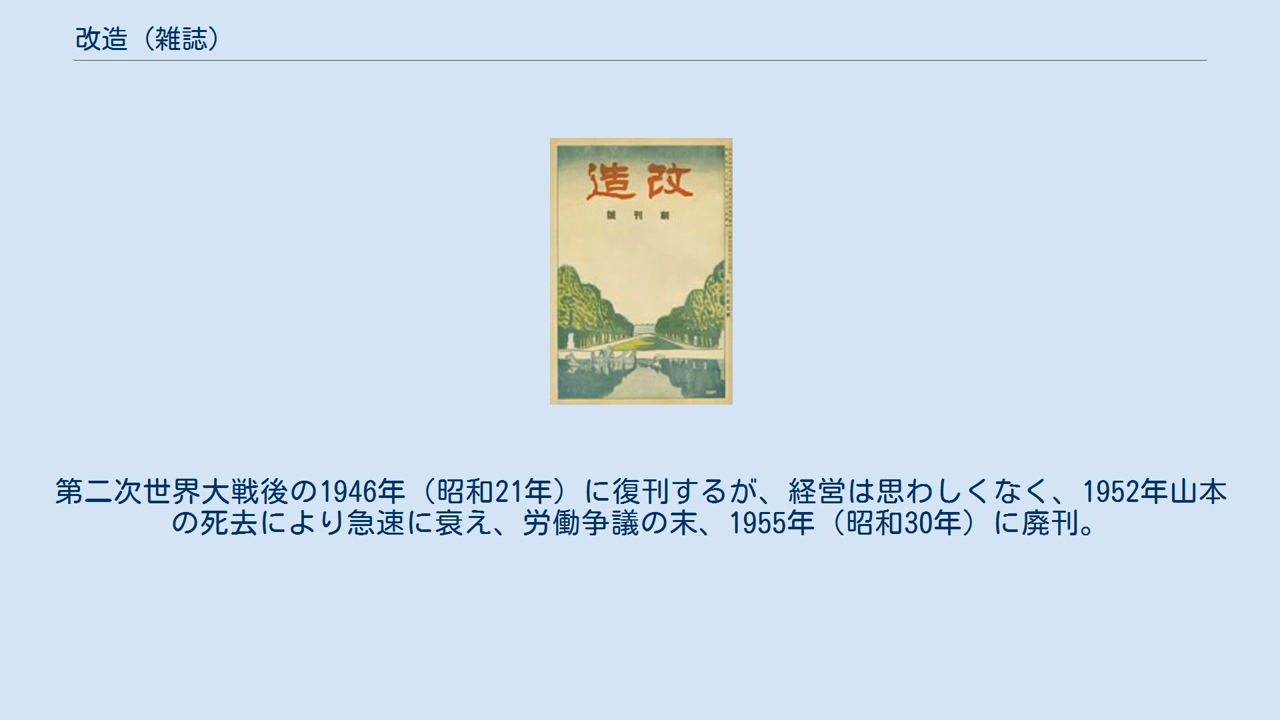 改造（雑誌）
造改
號刊創
第二次世界大戦後の1946年（昭和21年）に復刊するが、経営は思わしくなく、1952年山本
の死去により急速に衰え、労働争議の末、1955年（昭和30年）に廃刊。